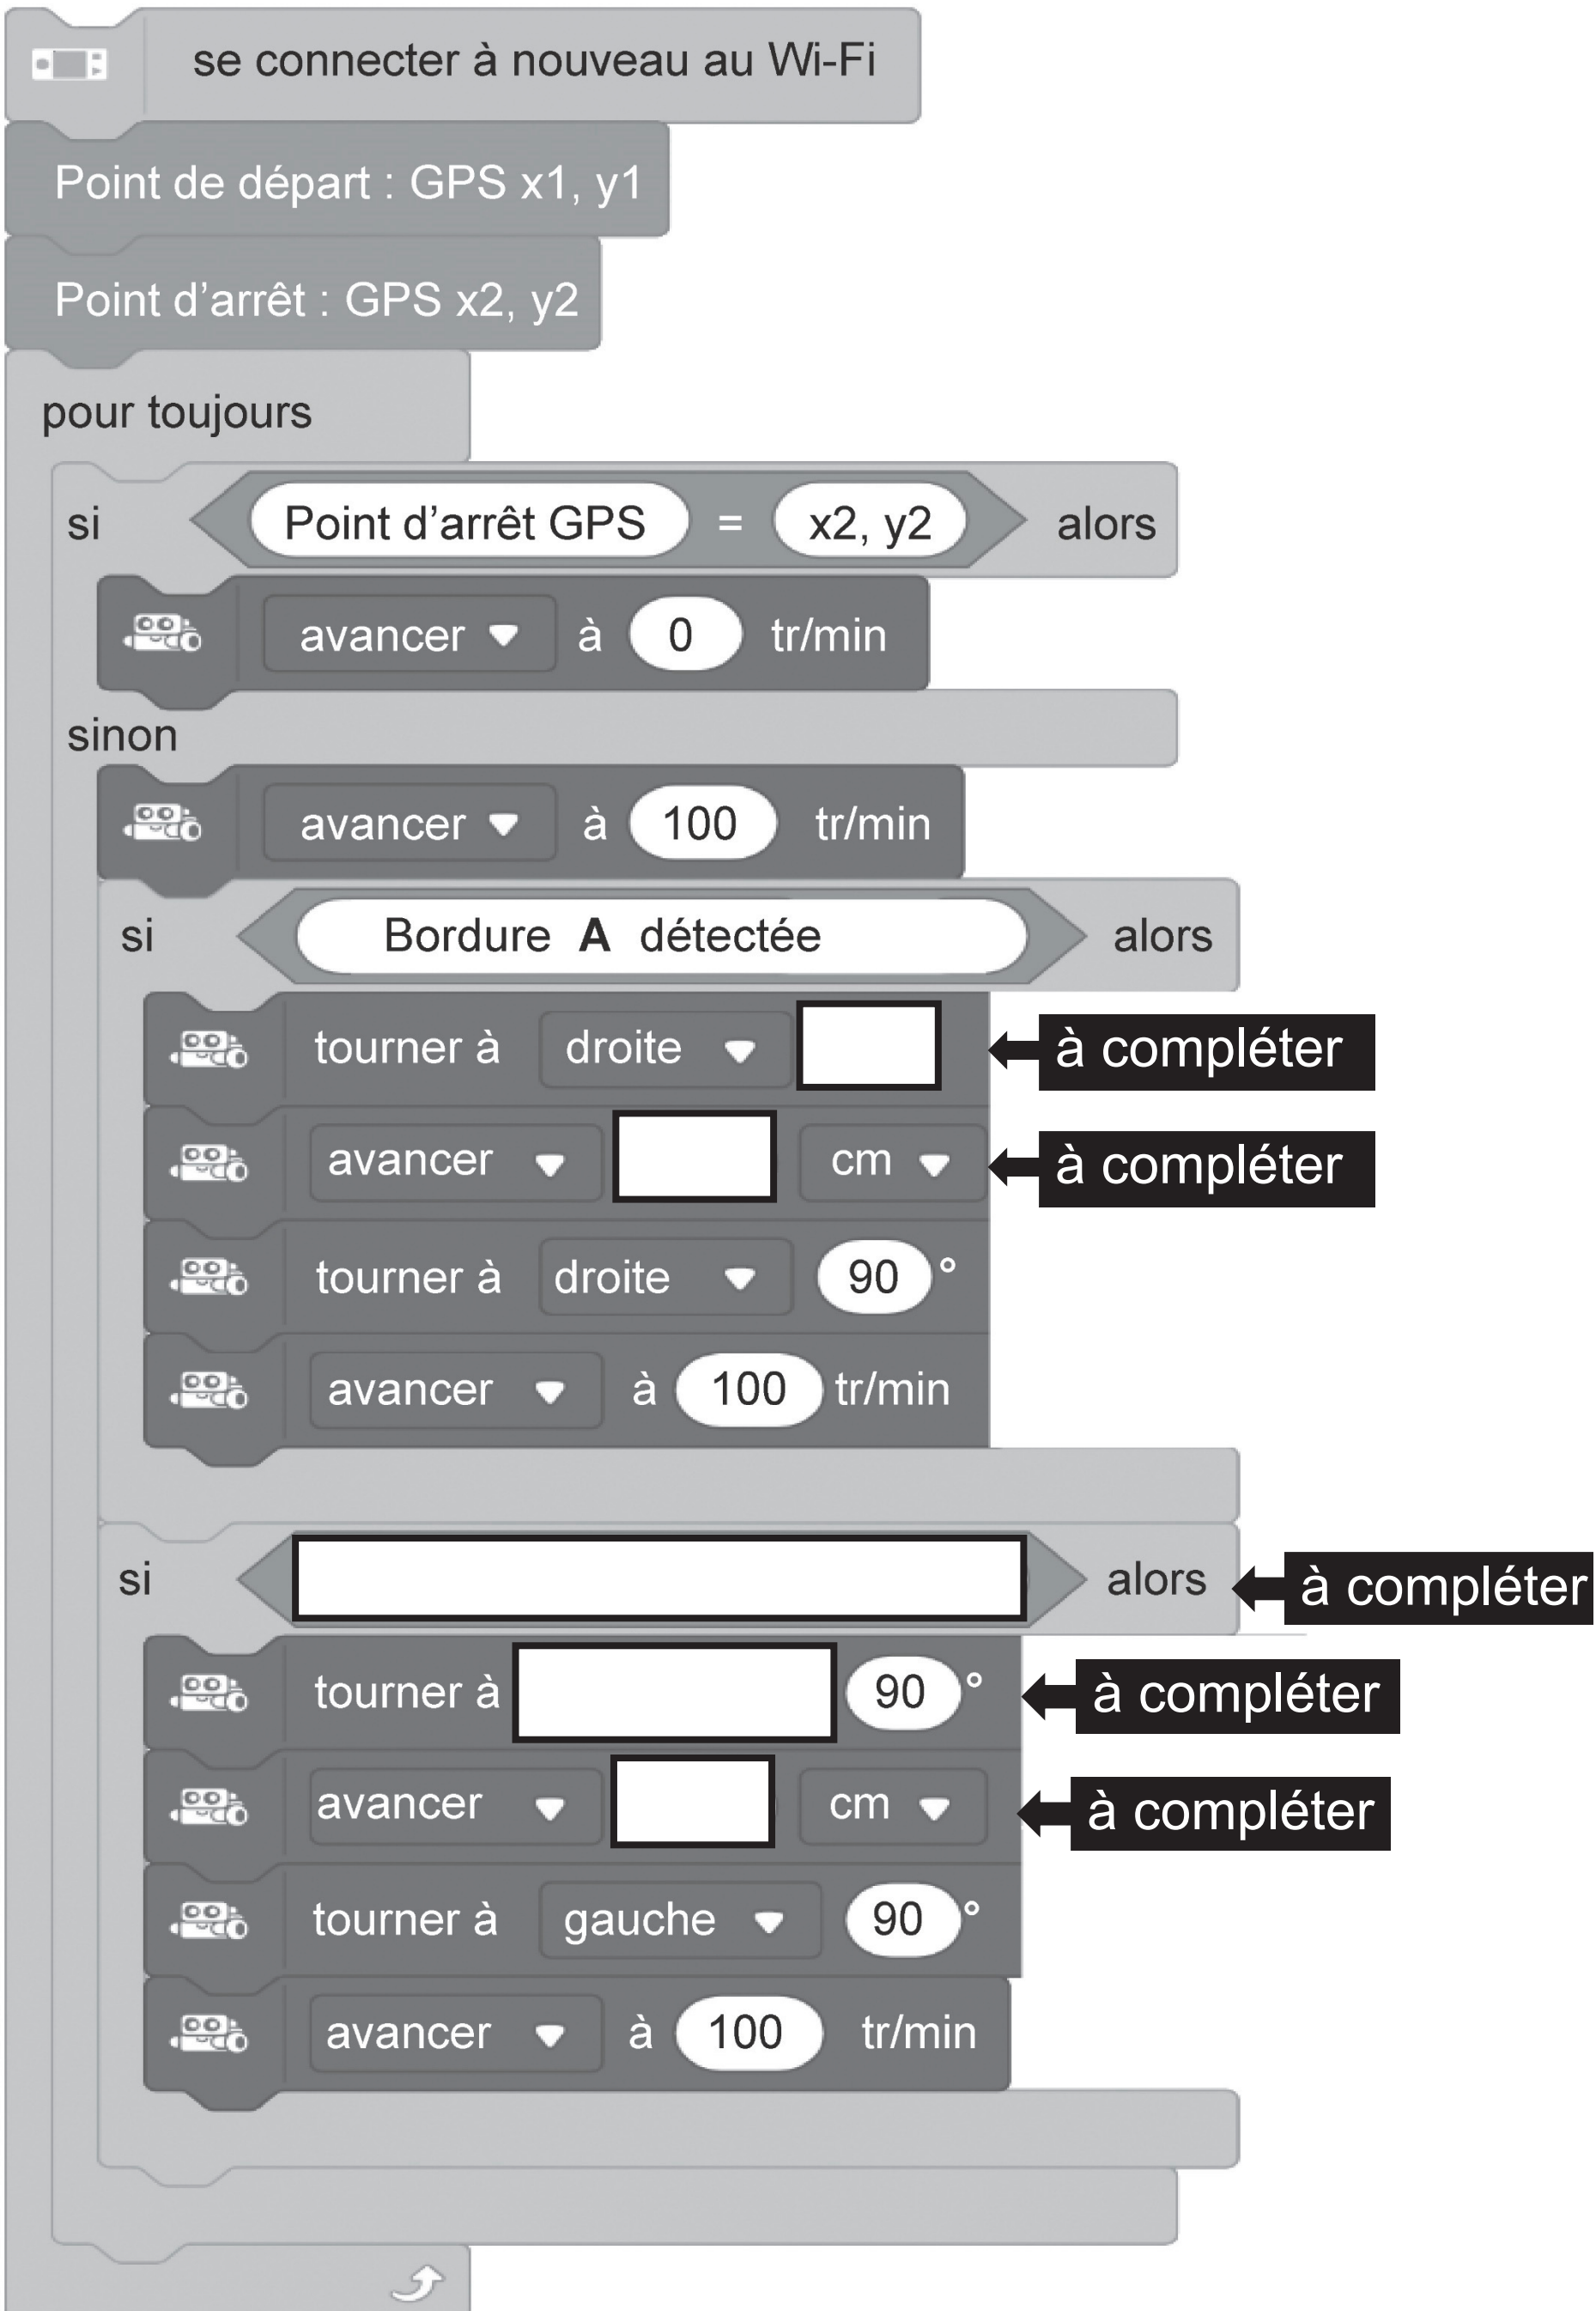 se connecter à nouveau au Wi-Fi
Point de départ : GPS x1, y1
Point d’arrêt : GPS x2, y2
pour toujours
si Point d’arrêt GPS = x2, y2 alors
avancer à 0 tr/min
sinon
avancer à 100 tr/min
si Bordure A détectée alors
tourner à droite à compléter
avancer cm à compléter
tourner à droite 90 °
avancer à 100 tr/min
si alors à compléter
tourner à 90 ° à compléter
avancer cm à compléter
tourner à gauche 90 °
avancer à 100 tr/min